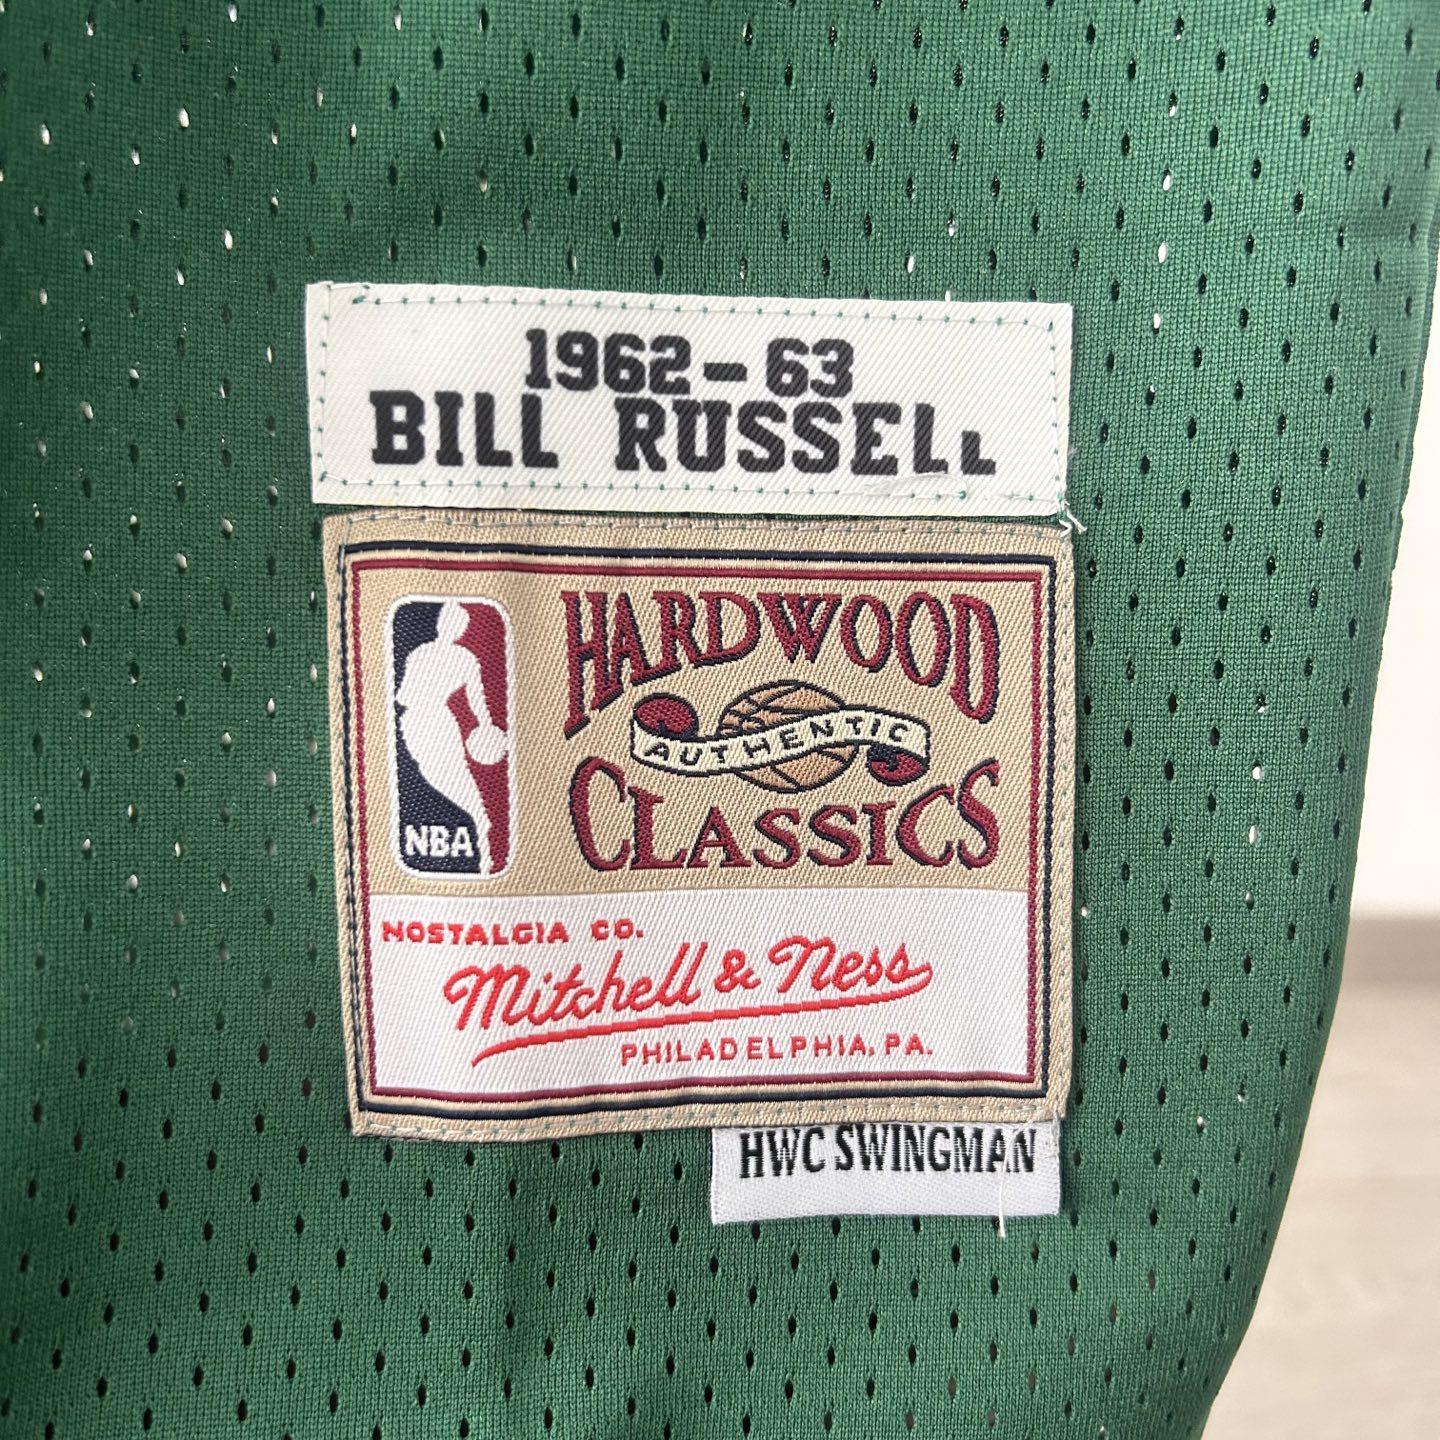 1962-63
BILL RUSSELL
HARDWOOD
AUTHENTIC
CLASSICS
NBA
NOSTALGIA CO.
Mitchell & Ness
PHILADELPHIA, PA.
HWC SWINGMAN